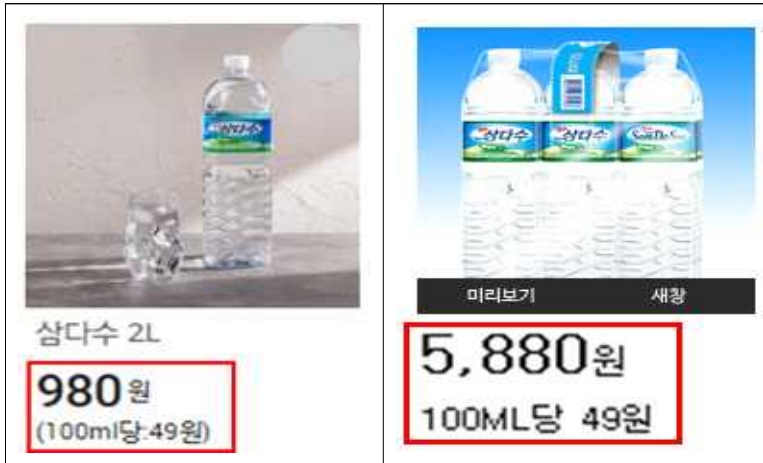 삼다수
삼다수 2L
980원
(100ml당:49원)
삼다수 삼다수 SamDaSoo
미리보기 새창
5,880원
100ML당 49원